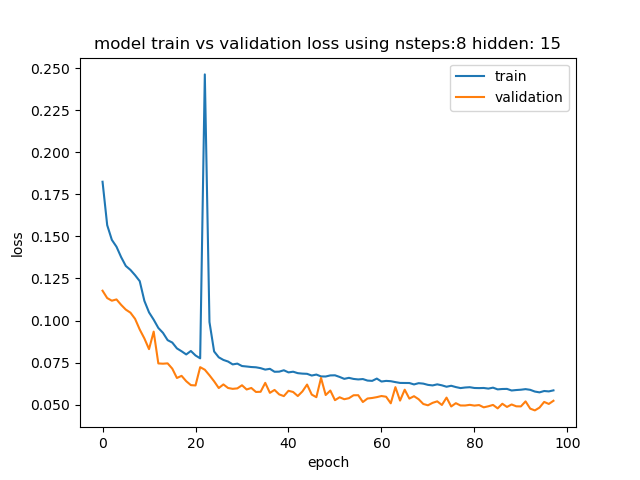 model train vs validation loss using nsteps:8 hidden: 15
train
validation
loss
0.250
0.225
0.200
0.175
0.150
0.125
0.100
0.075
0.050
0 20 40 60 80 100
epoch